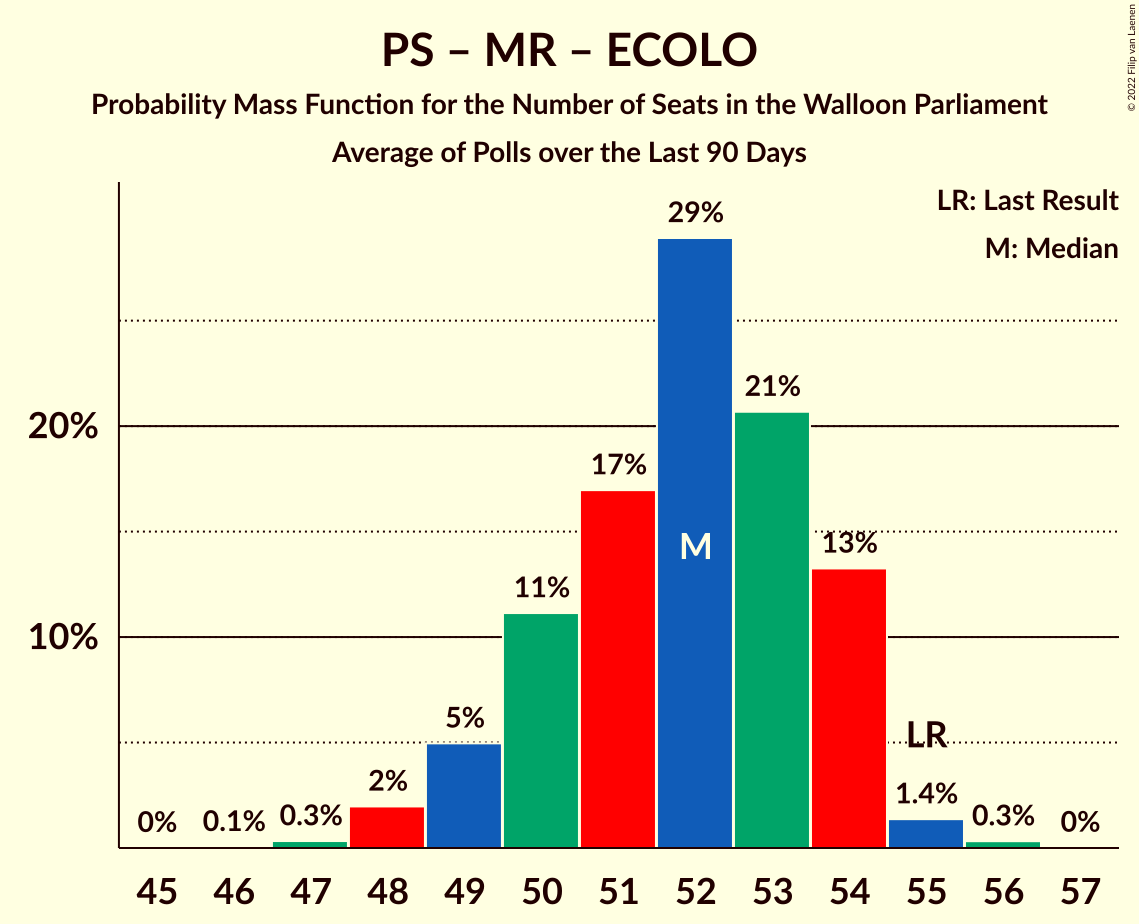 PS – MR – ECOLO
Probability Mass Function for the Number of Seats in the Walloon Parliament
Average of Polls over the Last 90 Days
© 2022 Filip van Laenen
LR: Last Result
M: Median
20%
10%
0%
0.1%
0.3%
2%
5%
11%
17%
29%
21%
13%
1.4%
0.3%
0%
M
LR
45 46 47 48 49 50 51 52 53 54 55 56 57